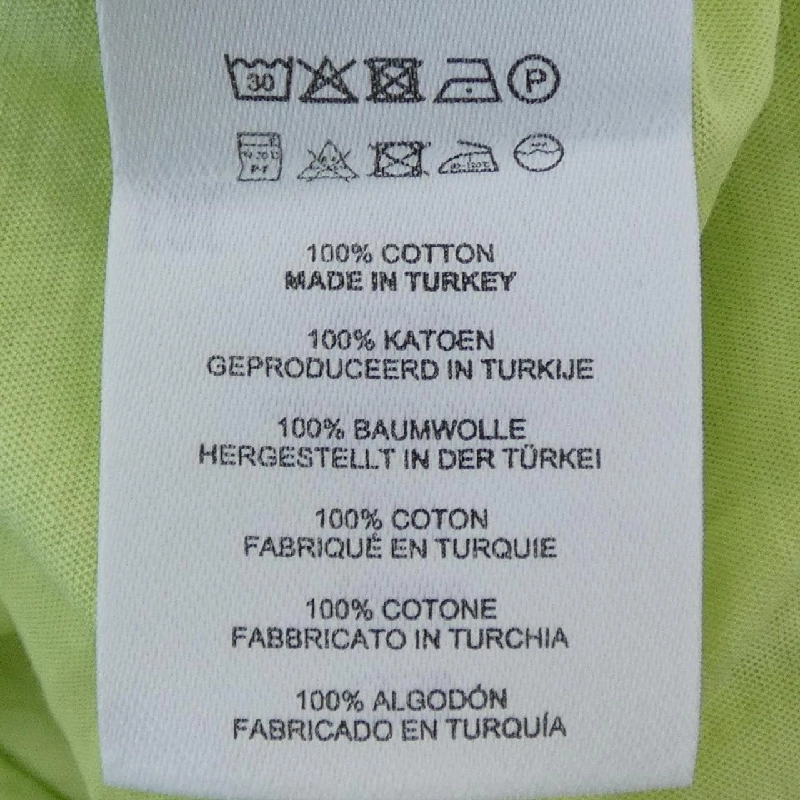 30 P
100% COTTON
MADE IN TURKEY
100% KATOEN
GEPRODUCEERD IN TURKIJE
100% BAUMWOLLE
HERGESTELLT IN DER TÜRKEI
100% COTON
FABRIQUÉ EN TURQUIE
100% COTONE
FABBRICATO IN TURCHIA
100% ALGODÓN
FABRICADO EN TURQUÍA